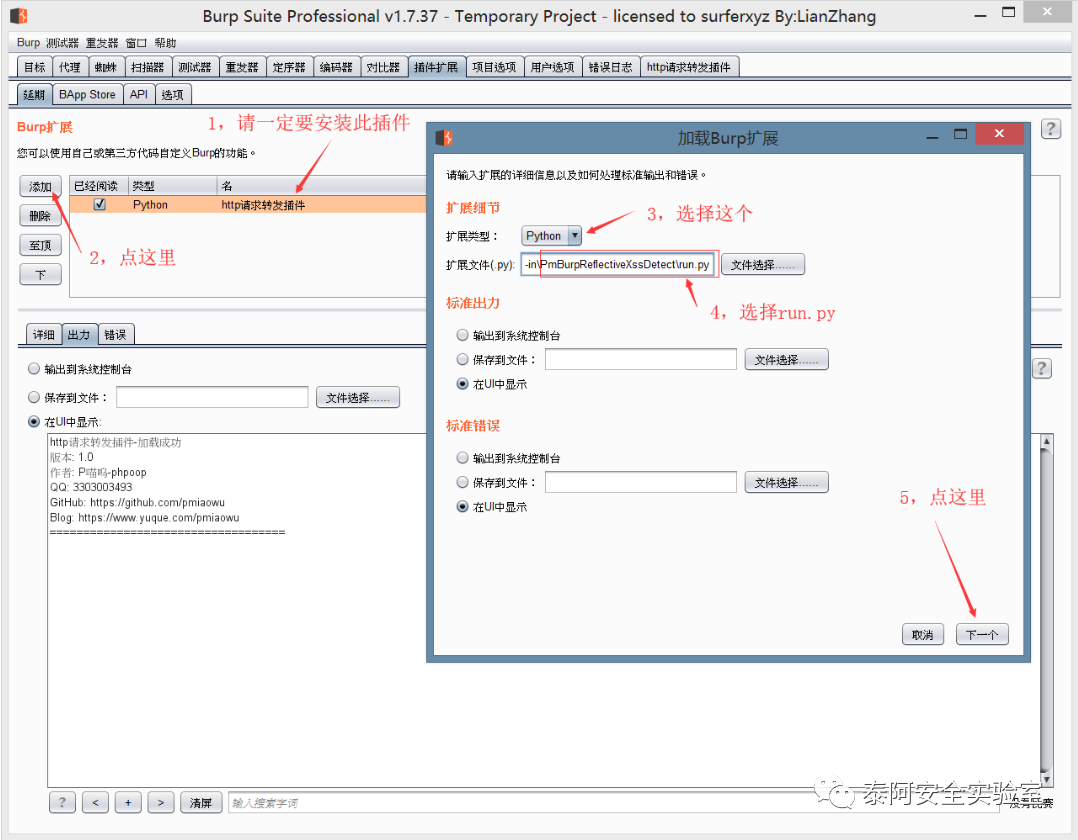 Burp Suite Professional v1.7.37 - Temporary Project - licensed to surferxyz By:LianZhang
Burp 测试器 重发器 窗口 帮助
目标 代理 蜘蛛 扫描器 测试器 重发器 定序器 编码器 对比器 插件扩展 项目选项 用户选项 错误日志 http请求转发插件
延期 BApp Store API 选项
Burp扩展
1，请一定要安装此插件
您可以使用自己或第三方代码自定义Burp的功能。
添加 已经阅读 类型 名
Python http请求转发插件
删除
至顶
下
2，点这里
详细 出力 错误
输出到系统控制台
保存到文件： 文件选择......
在UI中显示:
http请求转发插件-加载成功
版本: 1.0
作者: P喵呜-phpoop
QQ: 3303003493
GitHub: https://github.com/pmiaowu
Blog: https://www.yuque.com/pmiaowu
==================================
加载Burp扩展
请输入扩展的详细信息以及如何处理标准输出和错误。
扩展细节
3，选择这个
扩展类型： Python
扩展文件(.py): -in\PmBurpReflectiveXssDetect\run.py 文件选择......
标准出力
4，选择run.py
输出到系统控制台
保存到文件： 文件选择......
在UI中显示
标准错误
输出到系统控制台
保存到文件： 文件选择......
在UI中显示
5，点这里
取消 下一个
? < + > 清屏 输入搜索字词
泰阿安全实验室
没有比赛